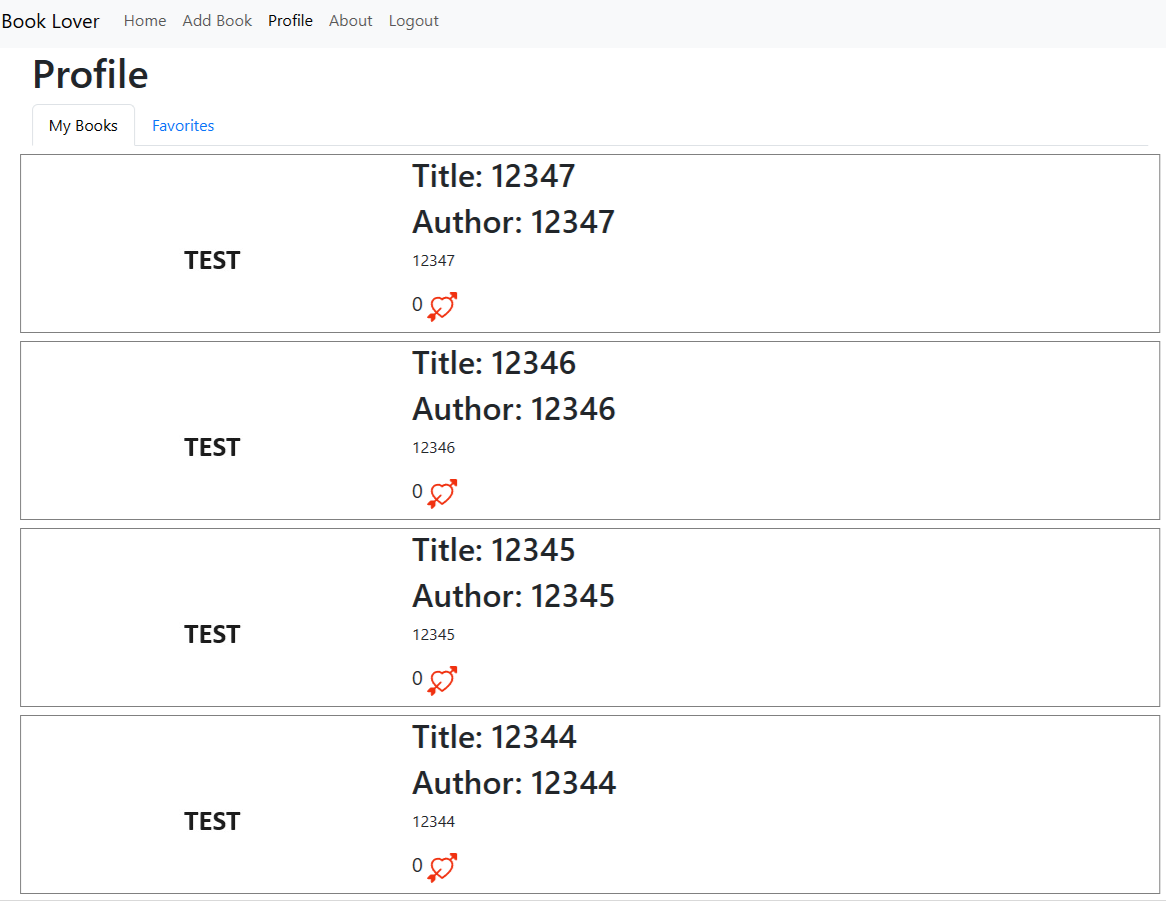 Book Lover Home Add Book Profile About Logout
Profile
My Books Favorites
Title: 12347
Author: 12347
TEST
12347
0
Title: 12346
Author: 12346
TEST
12346
0
Title: 12345
Author: 12345
TEST
12345
0
Title: 12344
Author: 12344
TEST
12344
0